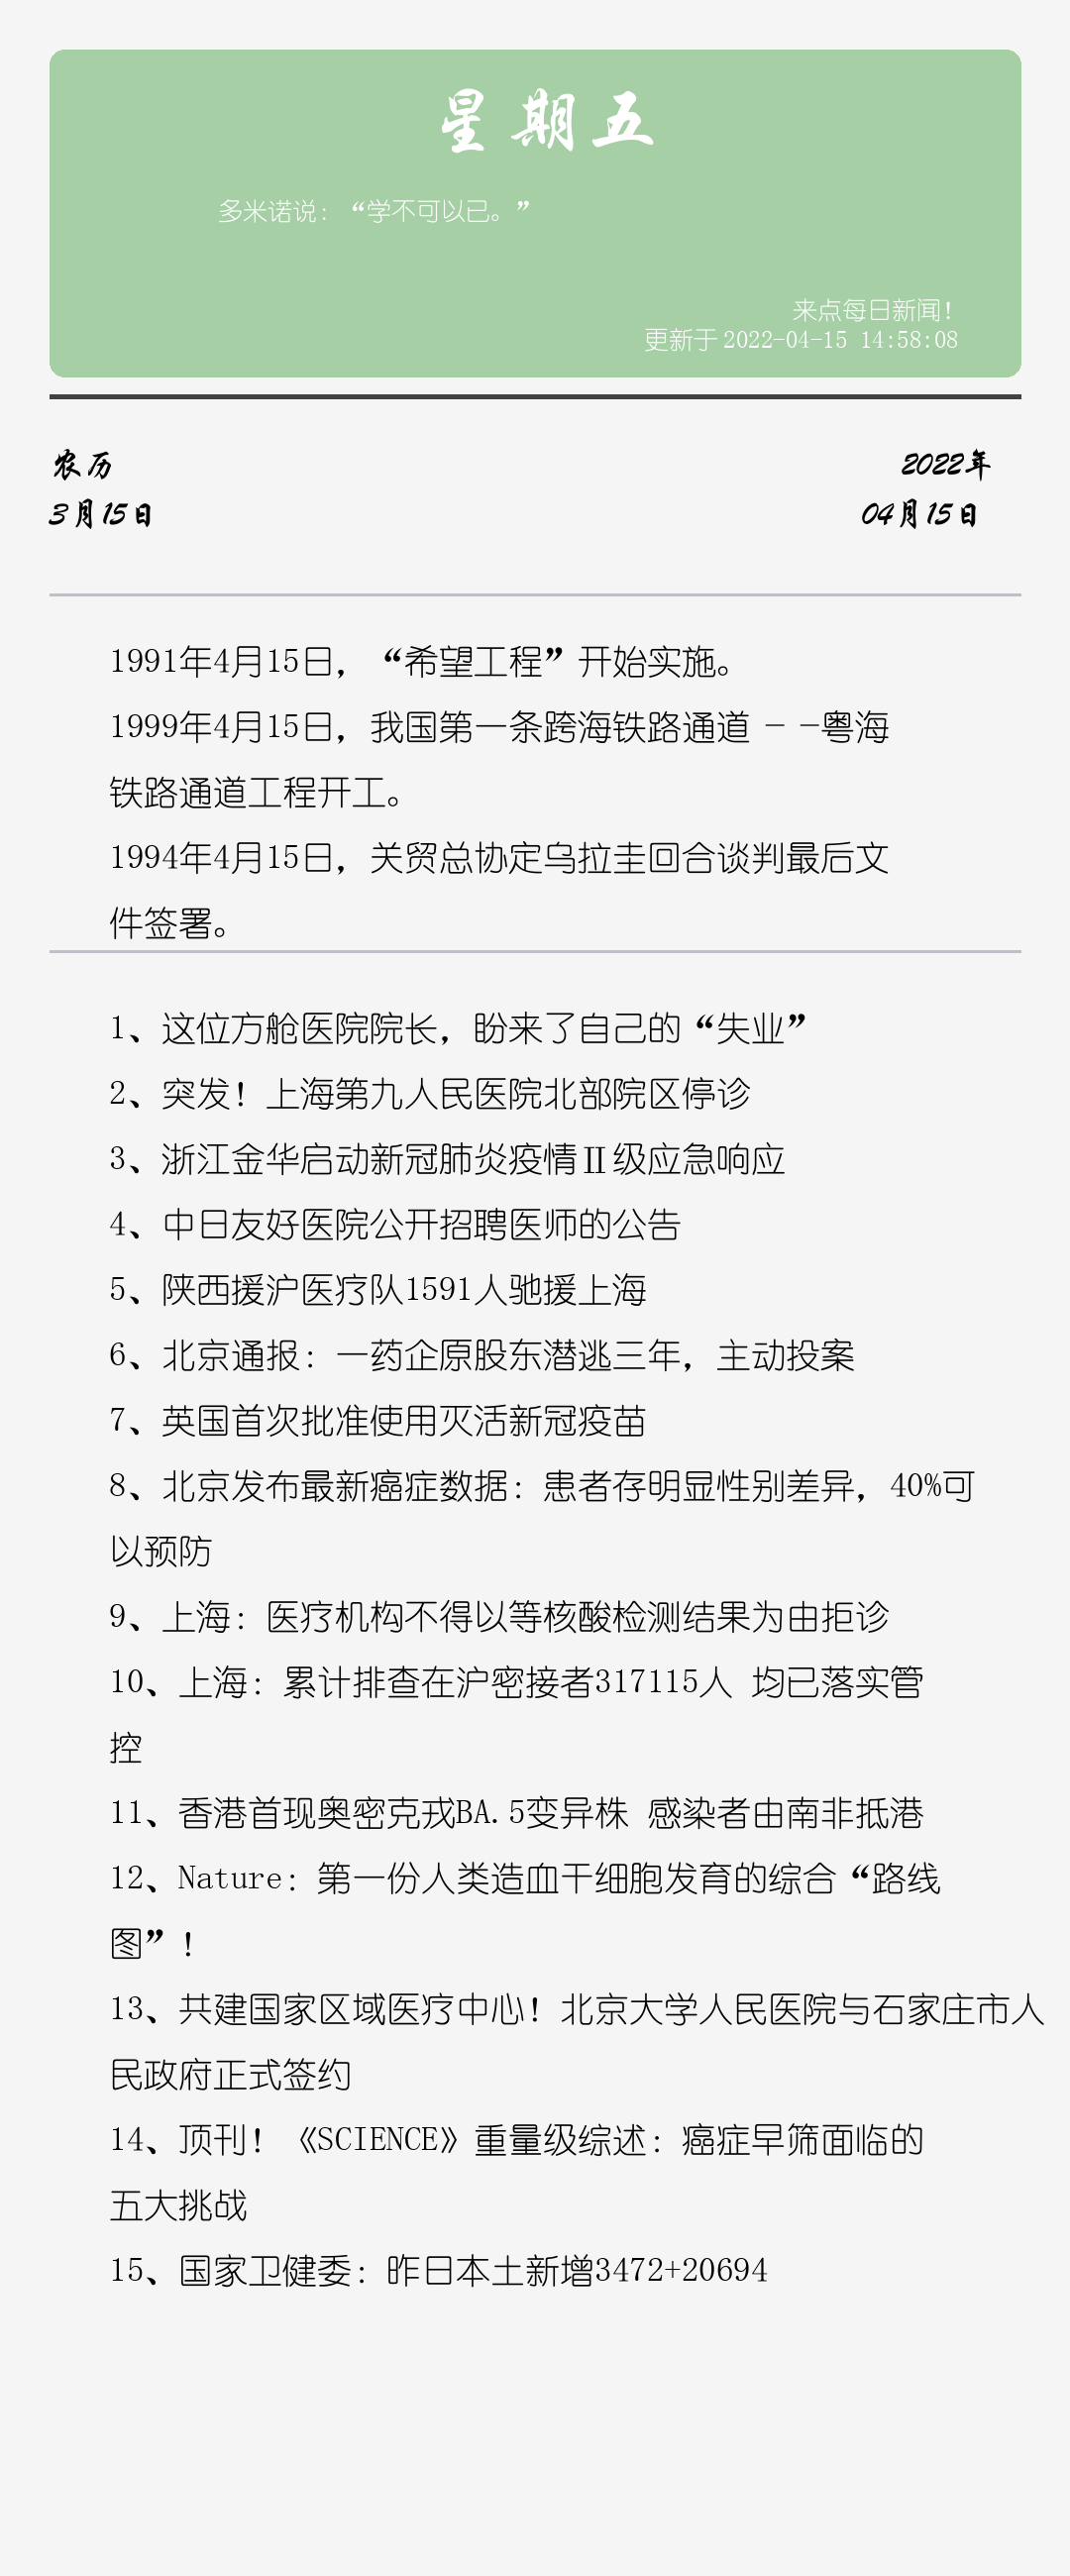 星期五
多米诺说：“学不可以已。”
来点每日新闻！
更新于 2022-04-15 14:58:08
农历
2022年
3月15日
04月15日
1991年4月15日，“希望工程”开始实施。
1999年4月15日，我国第一条跨海铁路通道 - -粤海
铁路通道工程开工。
1994年4月15日，关贸总协定乌拉圭回合谈判最后文
件签署。
1、这位方舱医院院长，盼来了自己的“失业”
2、突发！上海第九人民医院北部院区停诊
3、浙江金华启动新冠肺炎疫情Ⅱ级应急响应
4、中日友好医院公开招聘医师的公告
5、陕西援沪医疗队1591人驰援上海
6、北京通报：一药企原股东潜逃三年，主动投案
7、英国首次批准使用灭活新冠疫苗
8、北京发布最新癌症数据：患者存明显性别差异，40%可
以预防
9、上海：医疗机构不得以等核酸检测结果为由拒诊
10、上海：累计排查在沪密接者317115人 均已落实管
控
11、香港首现奥密克戎BA.5变异株 感染者由南非抵港
12、Nature：第一份人类造血干细胞发育的综合“路线
图”！
13、共建国家区域医疗中心！北京大学人民医院与石家庄市人
民政府正式签约
14、顶刊！《SCIENCE》重量级综述：癌症早筛面临的
五大挑战
15、国家卫健委：昨日本土新增3472+20694